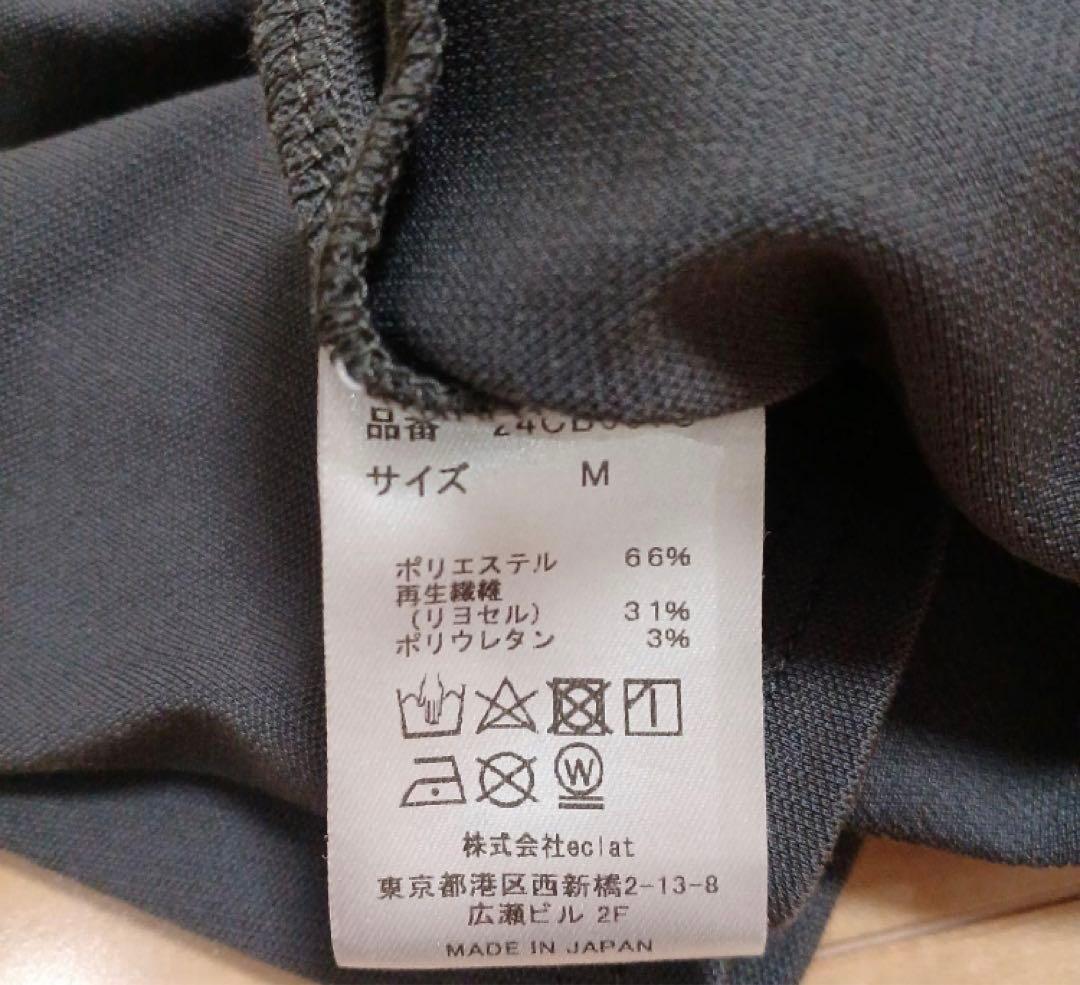 品番
サイズ M
ポリエステル 66%
再生繊維
(リヨセル) 31%
ポリウレタン 3%
W
株式会社eclat
東京都港区西新橋2-13-8
広瀬ビル 2F
MADE IN JAPAN